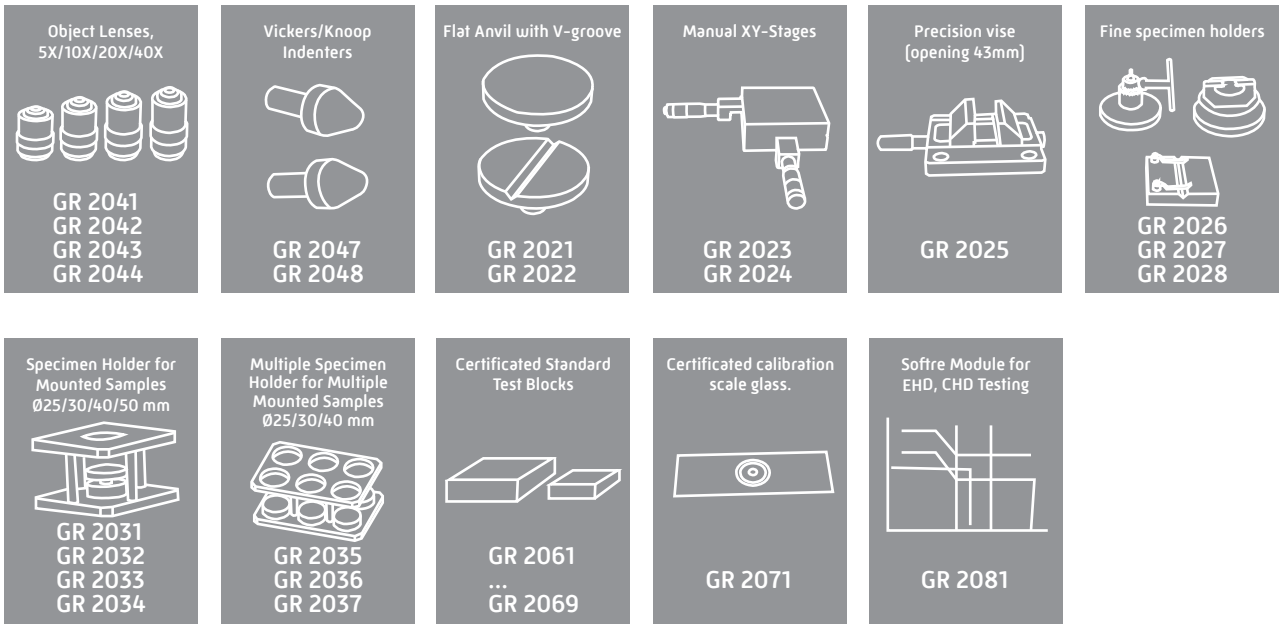 Object Lenses,
5X/10X/20X/40X
GR 2041
GR 2042
GR 2043
GR 2044
Vickers/Knoop
Indenters
GR 2047
GR 2048
Flat Anvil with V-groove
GR 2021
GR 2022
Manual XY-Stages
GR 2023
GR 2024
Precision vise
(opening 43mm)
GR 2025
Fine specimen holders
GR 2026
GR 2027
GR 2028
Specimen Holder for
Mounted Samples
Ø25/30/40/50 mm
GR 2031
GR 2032
GR 2033
GR 2034
Multiple Specimen
Holder for Multiple
Mounted Samples
Ø25/30/40 mm
GR 2035
GR 2036
GR 2037
Certificated Standard
Test Blocks
GR 2061
...
GR 2069
Certificated calibration
scale glass.
GR 2071
Softre Module for
EHD, CHD Testing
GR 2081